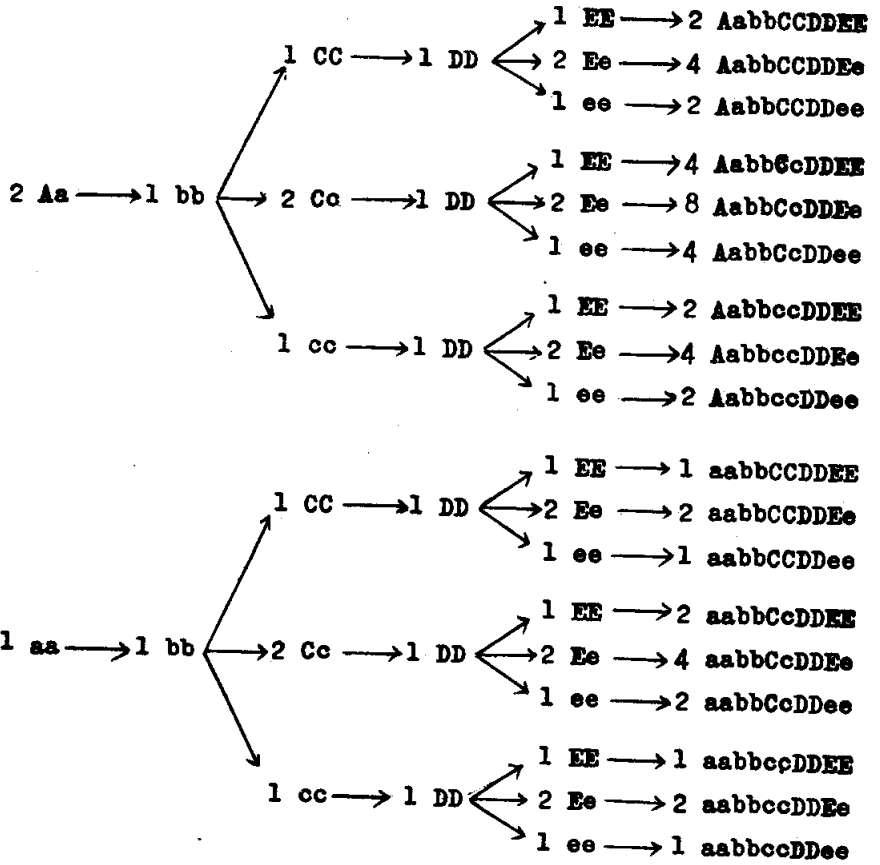 1 EE → 2 AabbCCDDEE
1 CC → 1 DD
2 Ee → 4 AabbCCDDEe
1 ee → 2 AabbCCDDee
1 EE → 4 AabbCcDDEE
2 Aa → 1 bb
2 Cc → 1 DD
2 Ee → 8 AabbCcDDEe
1 ee → 4 AabbCcDDee
1 EE → 2 AabbccDDEE
1 cc → 1 DD
2 Ee → 4 AabbccDDEe
1 ee → 2 AabbccDDee
1 EE → 1 aabbCCDDEE
1 CC → 1 DD
2 Ee → 2 aabbCCDDEe
1 ee → 1 aabbCCDDee
1 EE → 2 aabbCcDDEE
1 aa → 1 bb
2 Cc → 1 DD
2 Ee → 4 aabbCcDDEe
1 ee → 2 aabbCcDDee
1 EE → 1 aabbccDDEE
1 cc → 1 DD
2 Ee → 2 aabbccDDEe
1 ee → 1 aabbccDDee